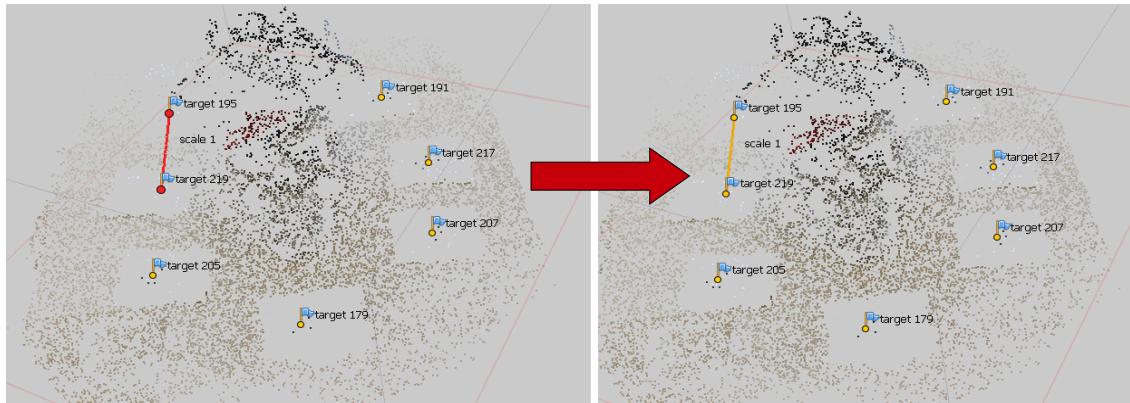 target 191
target 195
scale 1
target 217
target 219
target 207
target 205
target 179
target 191
target 195
scale 1
target 217
target 219
target 207
target 205
target 179